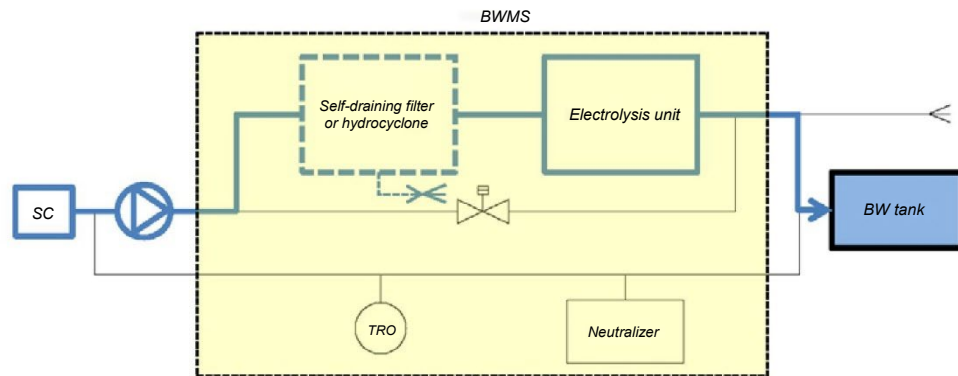 BWMS
Self-draining filter
or hydrocyclone
Electrolysis unit
SC
BW tank
TRO
Neutralizer